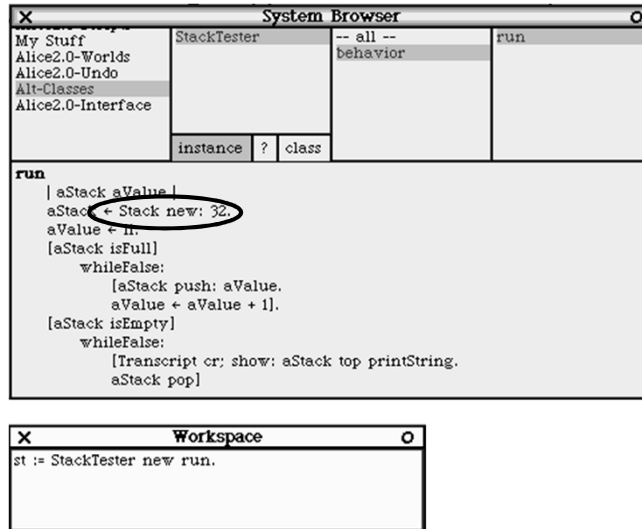 System Browser
My Stuff
Alice2.0-Worlds
Alice2.0-Undo
Alt-Classes
Alice2.0-Interface
StackTester
instance ? class
-- all --
behavior
run
run
| aStack aValue |
aStack ← Stack new: 32.
aValue ← 11.
[aStack isFull]
whileFalse:
[aStack push: aValue.
aValue ← aValue + 1].
[aStack isEmpty]
whileFalse:
[Transcript cr; show: aStack top printString.
aStack pop]
Workspace
st := StackTester new run.